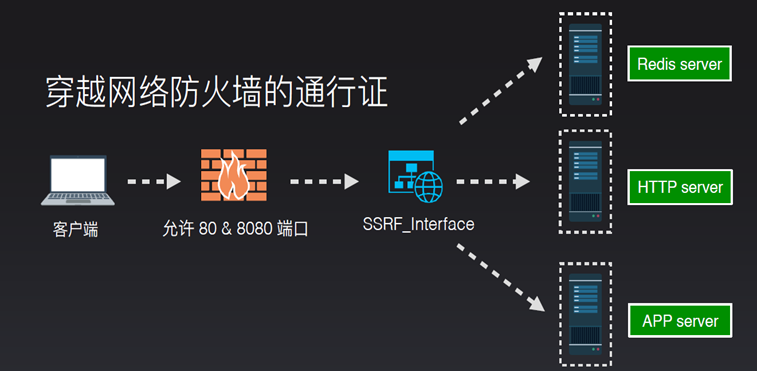 穿越网络防火墙的通行证
客户端
允许 80 & 8080 端口
SSRF_Interface
Redis server
HTTP server
APP server